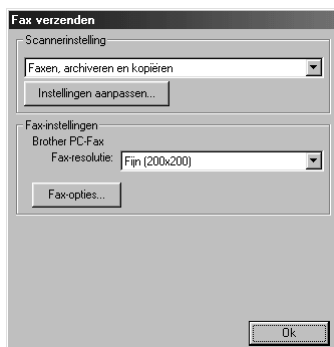 Fax verzenden
Scannerinstelling
Faxen, archiveren en kopiëren
Instellingen aanpassen...
Fax-instellingen
Brother PC-Fax
Fax-resolutie: Fijn (200x200)
Fax-opties...
Ok